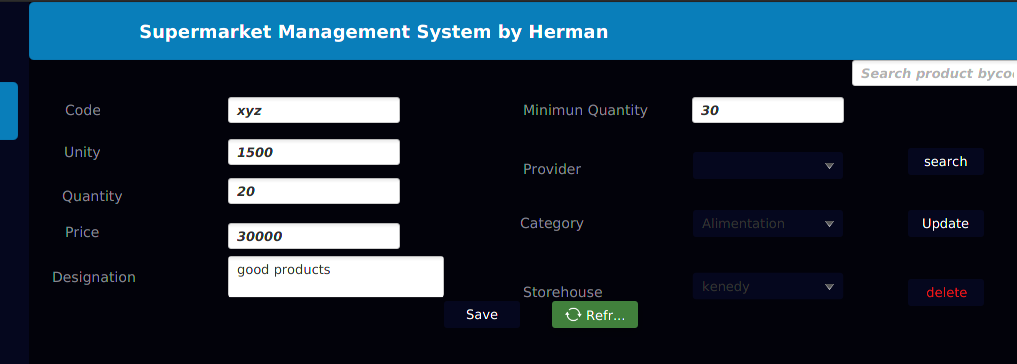 Supermarket Management System by Herman
Search product byco
Code
xyz
Minimun Quantity
30
Unity
1500
Provider
search
Quantity
20
Price
30000
Category
Alimentation
Update
Designation
good products
Storehouse
kenedy
delete
Save
Refr...